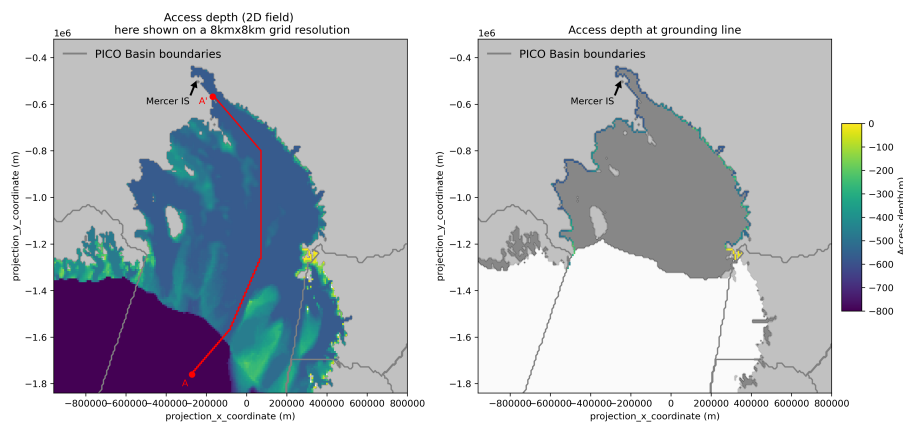 Access depth (2D field)
here shown on a 8kmx8km grid resolution
1e6
PICO Basin boundaries
Mercer IS
A'
A
−0.4
−0.6
−0.8
−1.0
−1.2
−1.4
−1.6
−1.8
projection_y_coordinate (m)
−800000
−600000
−400000
−200000
0
200000
400000
600000
800000
projection_x_coordinate (m)
Access depth at grounding line
1e6
PICO Basin boundaries
Mercer IS
−0.4
−0.6
−0.8
−1.0
−1.2
−1.4
−1.6
−1.8
projection_y_coordinate (m)
−800000
−600000
−400000
−200000
0
200000
400000
600000
800000
projection_x_coordinate (m)
0
−100
−200
−300
−400
−500
−600
−700
−800
Access depth(m)